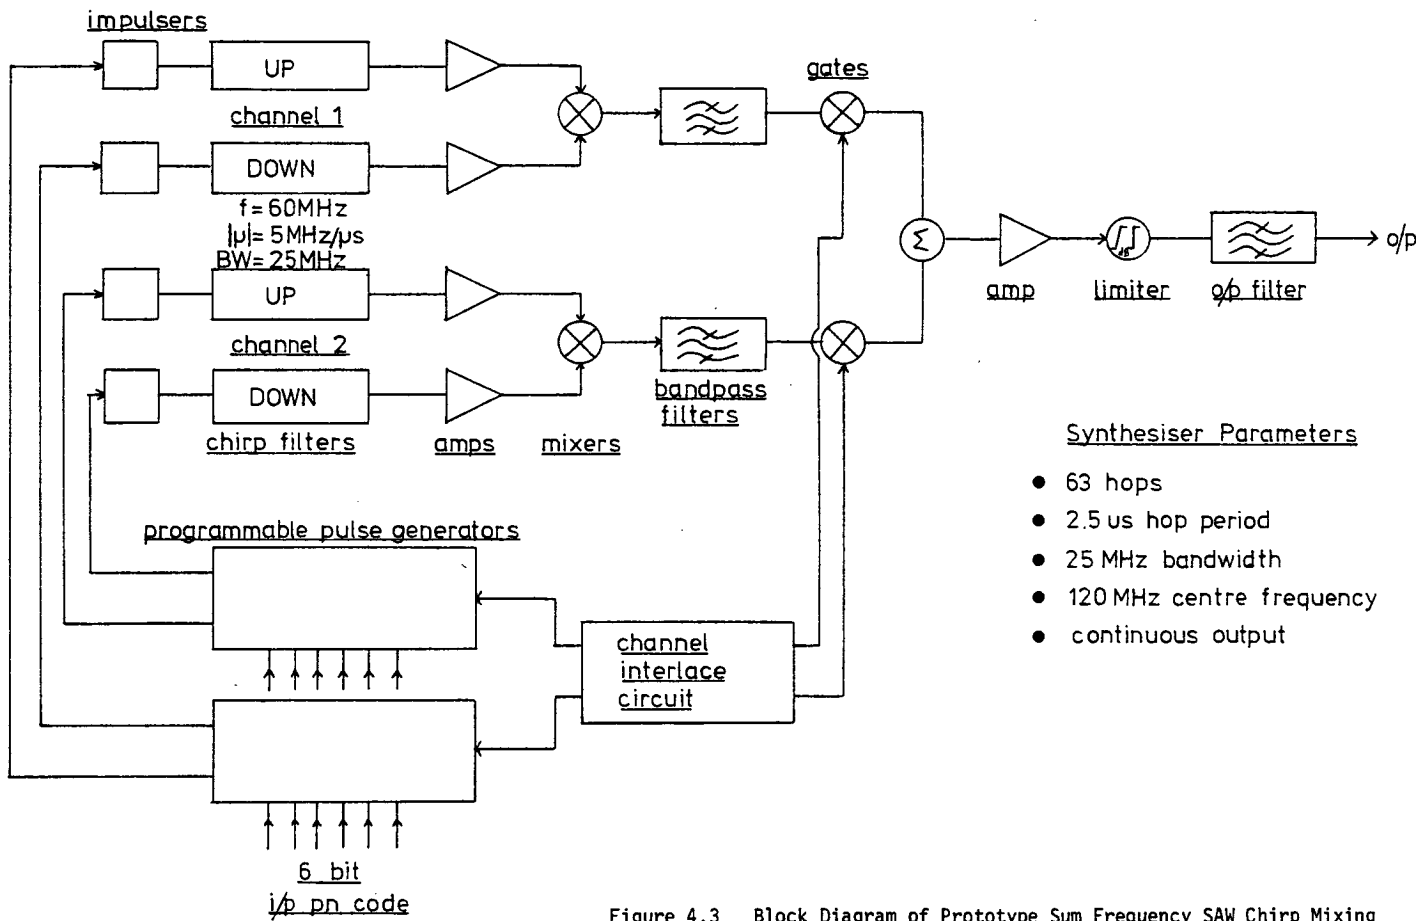 impulsers
UP
channel 1
DOWN
f = 60MHz
|μ| = 5MHz/μs
BW = 25MHz
UP
channel 2
DOWN
chirp filters
amps
mixers
bandpass
filters
gates
Σ
amp
limiter
o/p filter
o/p
programmable pulse generators
channel
interlace
circuit
6 bit
i/p pn code
Synthesiser Parameters
● 63 hops
● 2.5 us hop period
● 25 MHz bandwidth
● 120 MHz centre frequency
● continuous output
Figure 4.3 Block Diagram of Prototype Sum Frequency SAW Chirp Mixing